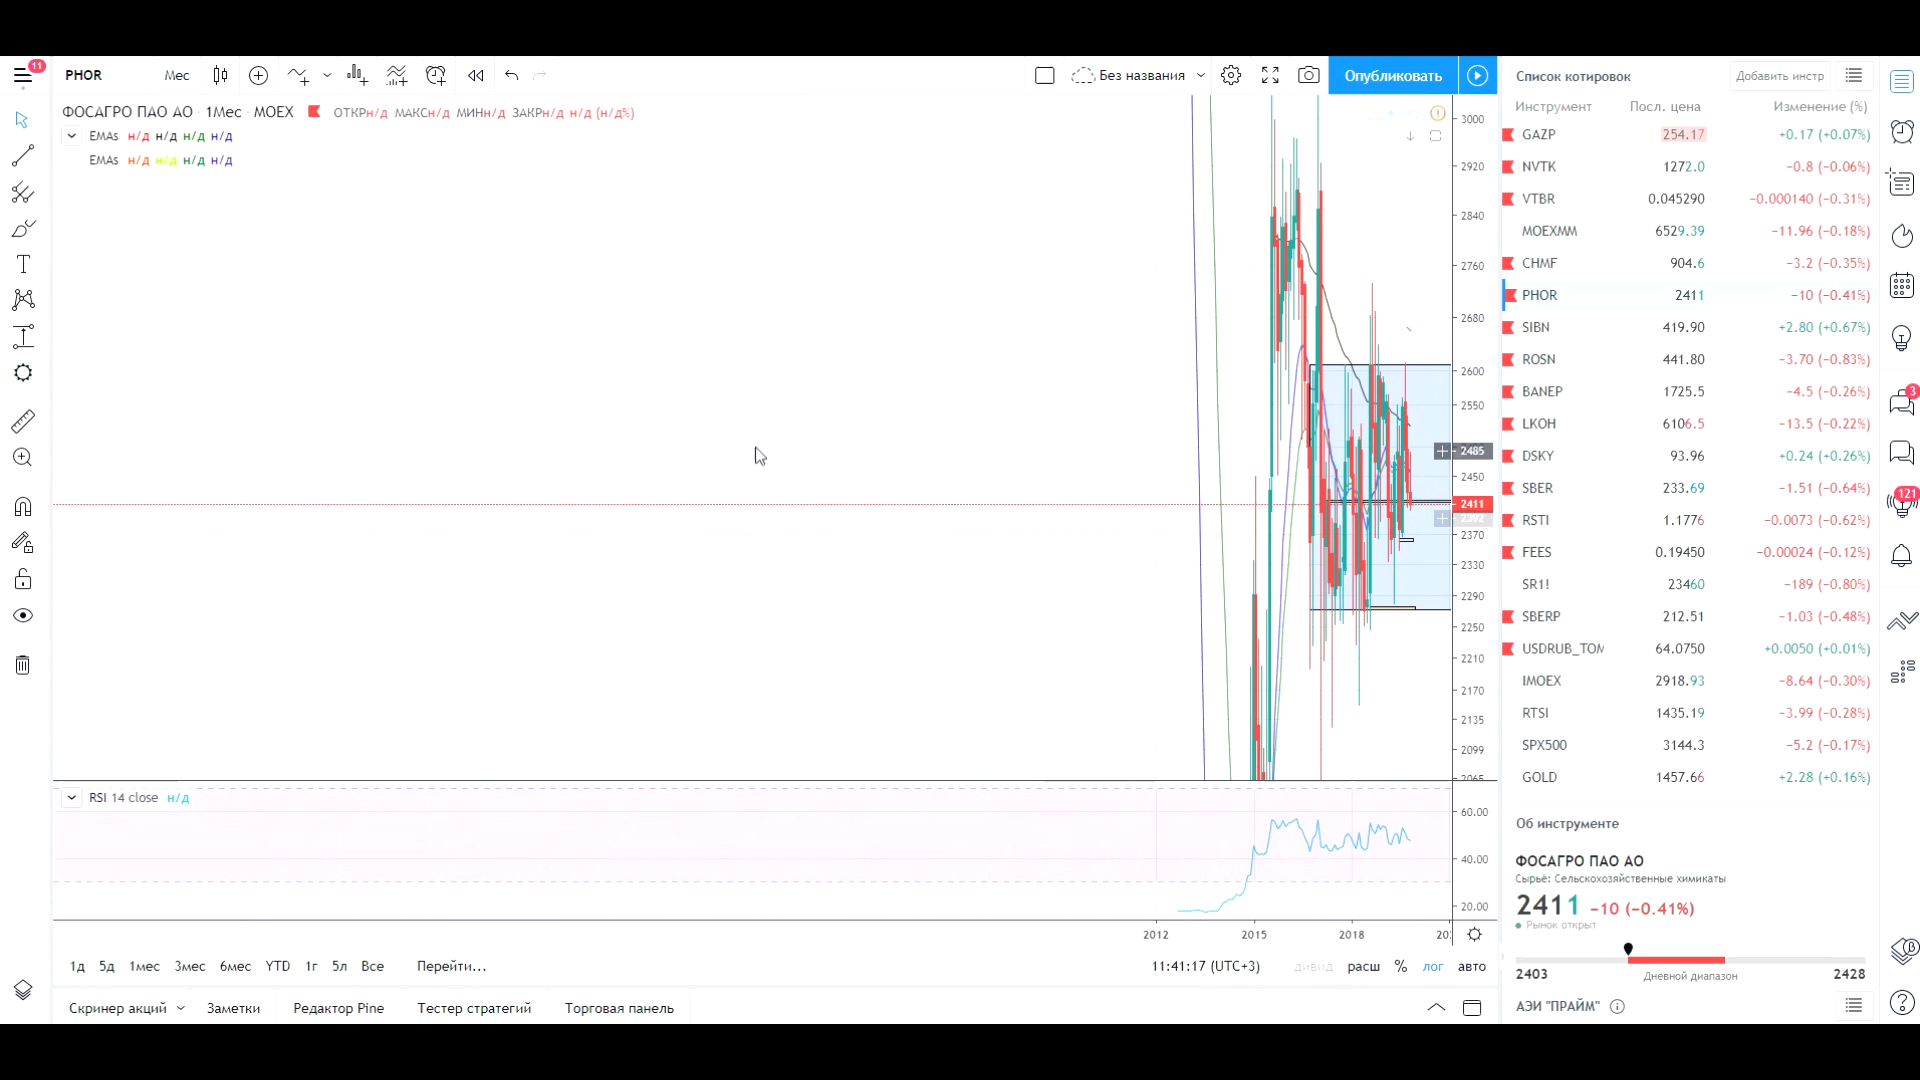 11
PHOR
Мес
Без названия
Опубликовать
ФОСАГРО ПАО АО · 1Мес · MOEX
ОТКРн/д МАКСн/д МИНн/д ЗАКРн/д н/д (н/д%)
EMAs н/д н/д н/д н/д
EMAs н/д н/д н/д н/д
3000
2920
2840
2760
2680
2600
2550
2485
2450
2411
2392
2370
2330
2290
2250
2210
2170
2135
2099
2065
RSI 14 close н/д
60.00
40.00
20.00
2012
2015
2018
1д
5д
1мес
3мес
6мес
YTD
1г
5л
Все
Перейти...
11:41:17 (UTC+3)
дивид
расш
%
лог
авто
Скринер акций
Заметки
Редактор Pine
Тестер стратегий
Торговая панель
Список котировок
Добавить инстр
Инструмент Посл. цена Изменение (%)
GAZP 254.17 +0.17 (+0.07%)
NVTK 1272.0 −0.8 (−0.06%)
VTBR 0.045290 −0.000140 (−0.31%)
MOEXMM 6529.39 −11.96 (−0.18%)
CHMF 904.6 −3.2 (−0.35%)
PHOR 2411 −10 (−0.41%)
SIBN 419.90 +2.80 (+0.67%)
ROSN 441.80 −3.70 (−0.83%)
BANEP 1725.5 −4.5 (−0.26%)
LKOH 6106.5 −13.5 (−0.22%)
DSKY 93.96 +0.24 (+0.26%)
SBER 233.69 −1.51 (−0.64%)
RSTI 1.1776 −0.0073 (−0.62%)
FEES 0.19450 −0.00024 (−0.12%)
SR1! 23460 −189 (−0.80%)
SBERP 212.51 −1.03 (−0.48%)
USDRUB_TOM 64.0750 +0.0050 (+0.01%)
IMOEX 2918.93 −8.64 (−0.30%)
RTSI 1435.19 −3.99 (−0.28%)
SPX500 3144.3 −5.2 (−0.17%)
GOLD 1457.66 +2.28 (+0.16%)
Об инструменте
ФОСАГРО ПАО АО
Сырьё: Сельскохозяйственные химикаты
2411 −10 (−0.41%)
Рынок открыт
2403 Дневной диапазон 2428
АЭИ "ПРАЙМ"
3
121